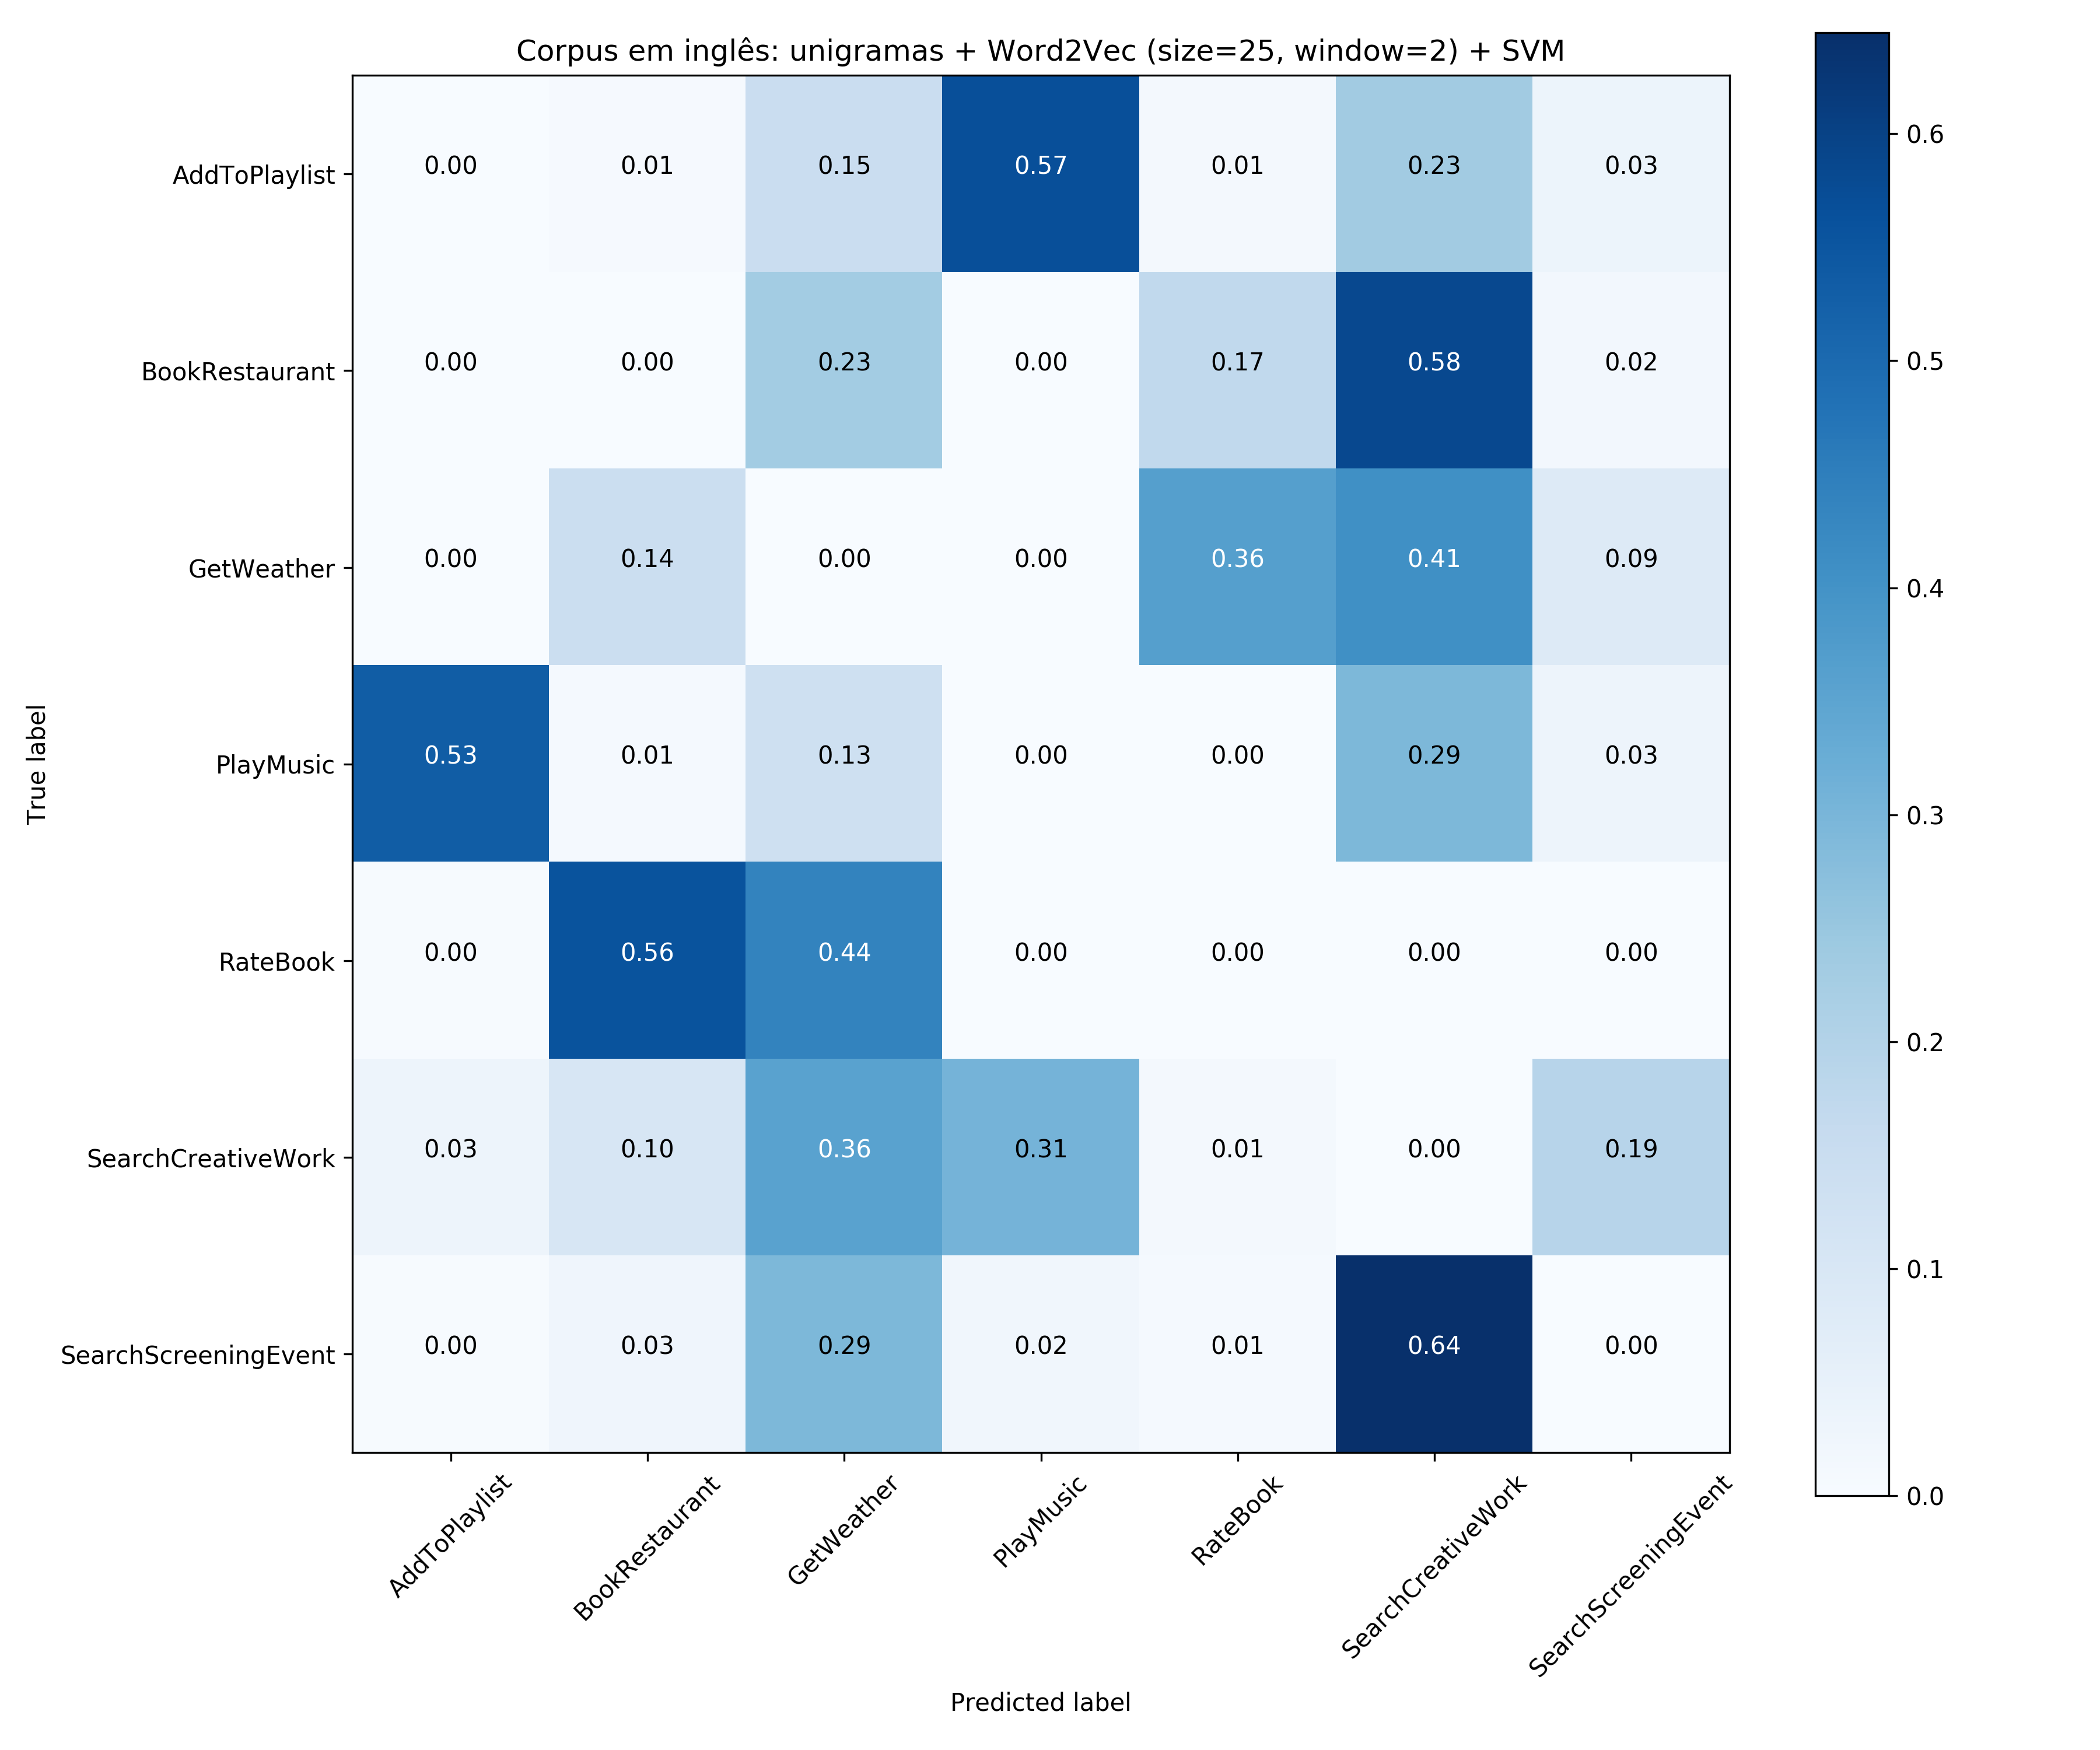 Corpus em inglês: unigramas + Word2Vec (size=25, window=2) + SVM
True label
AddToPlaylist 0.00 0.01 0.15 0.57 0.01 0.23 0.03
BookRestaurant 0.00 0.00 0.23 0.00 0.17 0.58 0.02
GetWeather 0.00 0.14 0.00 0.00 0.36 0.41 0.09
PlayMusic 0.53 0.01 0.13 0.00 0.00 0.29 0.03
RateBook 0.00 0.56 0.44 0.00 0.00 0.00 0.00
SearchCreativeWork 0.03 0.10 0.36 0.31 0.01 0.00 0.19
SearchScreeningEvent 0.00 0.03 0.29 0.02 0.01 0.64 0.00
AddToPlaylist BookRestaurant GetWeather PlayMusic RateBook SearchCreativeWork SearchScreeningEvent
Predicted label
0.6
0.5
0.4
0.3
0.2
0.1
0.0